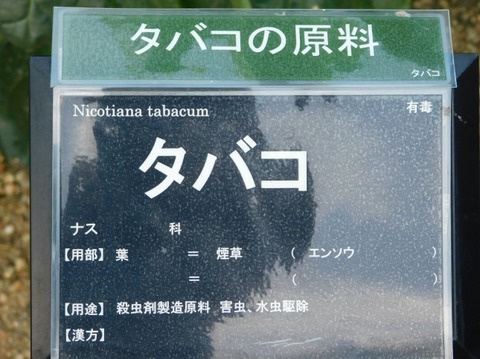 タバコの原料
タバコ
Nicotiana tabacum 有毒
タバコ
ナス 科
【用部】 葉 ＝ 煙草 ( エンソウ )
＝ ( )
【用途】 殺虫剤製造原料 害虫、水虫駆除
【漢方】